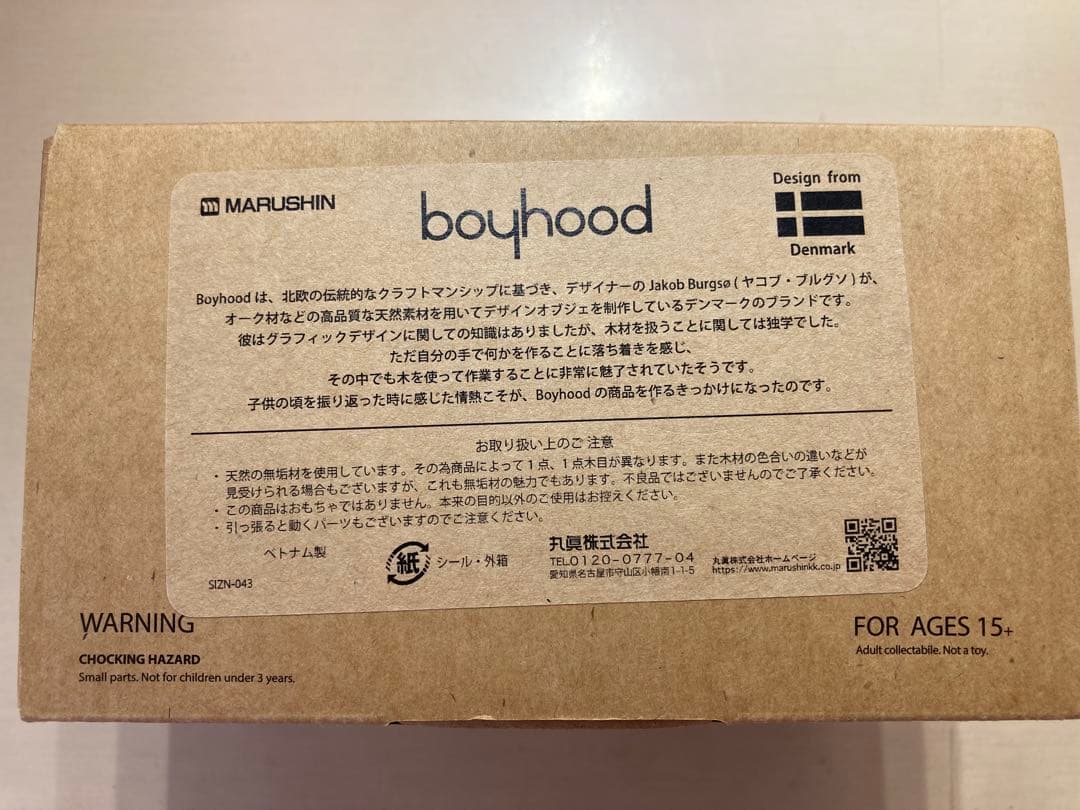 MARUSHIN
boyhood
Design from
Denmark
Boyhood は、北欧の伝統的なクラフトマンシップに基づき、デザイナーの Jakob Burgsø ( ヤコブ・ブルグソ ) が、
オーク材などの高品質な天然素材を用いてデザインオブジェを制作しているデンマークのブランドです。
彼はグラフィックデザインに関しての知識はありましたが、木材を扱うことに関しては独学でした。
ただ自分の手で何かを作ることに落ち着きを感じ、
その中でも木を使って作業することに非常に魅了されていたそうです。
子供の頃を振り返った時に感じた情熱こそが、Boyhood の商品を作るきっかけになったのです。
お取り扱い上のご 注意
・天然の無垢材を使用しています。その為商品によって１点、１点木目が異なります。また木材の色合いの違いなどが
見受けられる場合もございますが、これも無垢材の魅力でもあります。不良品ではございませんのでご了承ください。
・この商品はおもちゃではありません。本来の目的以外のご使用はお控えください。
・引っ張ると動くパーツもございますのでご注意ください。
ベトナム製
SIZN-043
紙 シール・外箱
丸眞株式会社
TEL0120-0777-04
愛知県名古屋市守山区小幡南1-1-5
丸眞株式会社ホームページ
https://www.marushinkk.co.jp
WARNING
CHOCKING HAZARD
Small parts. Not for children under 3 years.
FOR AGES 15+
Adult collectabile. Not a toy.